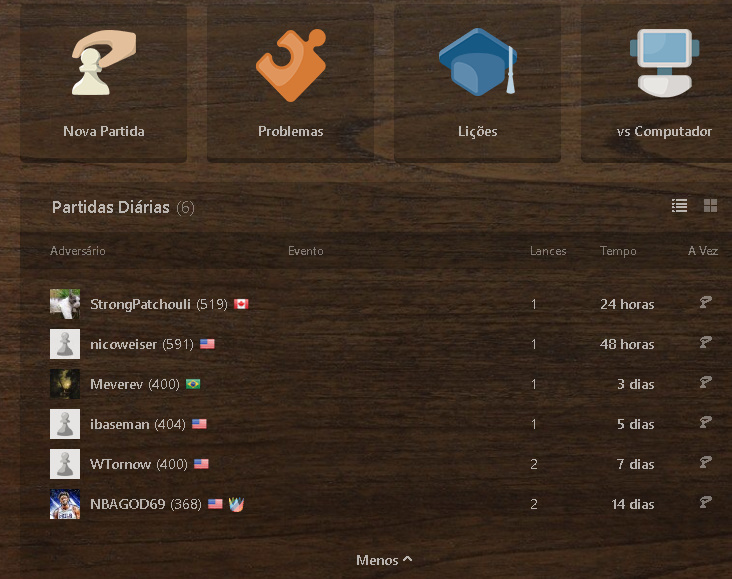 Nova Partida Problemas Lições vs Computador
Partidas Diárias (6)
Adversário Evento Lances Tempo A Vez
StrongPatchouli (519) 1 24 horas
nicoweiser (591) 1 48 horas
Meverev (400) 1 3 dias
ibaseman (404) 1 5 dias
WTornow (400) 2 7 dias
NBAGOD69 (368) 2 14 dias
Menos